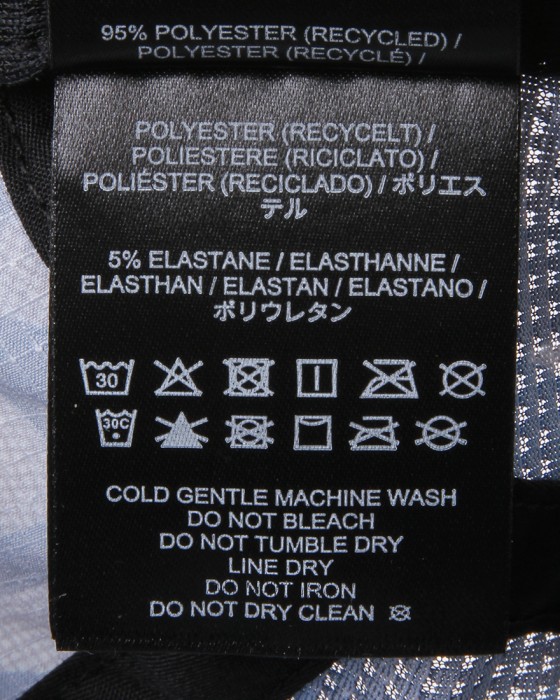 95% POLYESTER (RECYCLED) /
POLYESTER (RECYCLÉ) /
POLYESTER (RECYCELT) /
POLIESTERE (RICICLATO) /
POLIÉSTER (RECICLADO) / ポリエス
テル
5% ELASTANE / ELASTHANNE /
ELASTHAN / ELASTAN / ELASTANO /
ポリウレタン
30
30C
COLD GENTLE MACHINE WASH
DO NOT BLEACH
DO NOT TUMBLE DRY
LINE DRY
DO NOT IRON
DO NOT DRY CLEAN